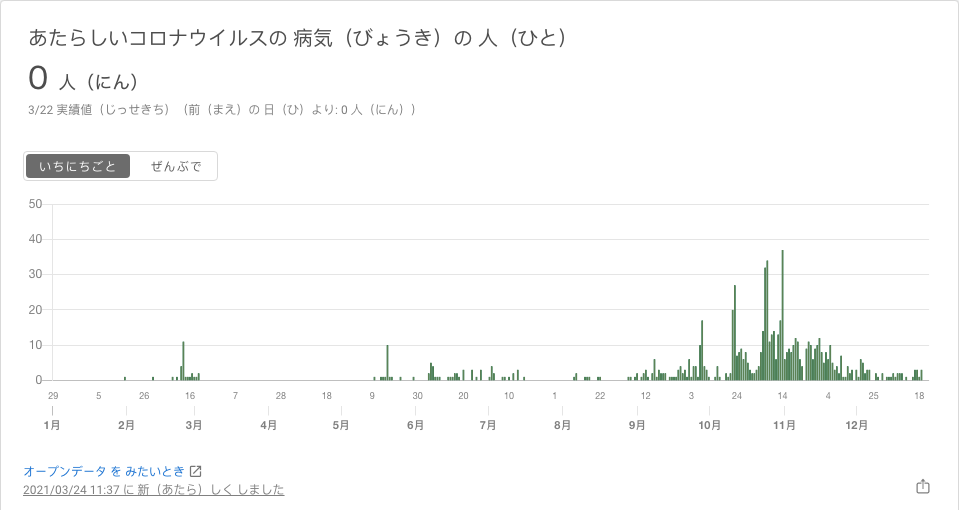 あたらしいコロナウイルスの 病気（びょうき）の 人（ひと）
0 人（にん）
3/22 実績値（じっせきち）（前（まえ）の 日（ひ）より: 0 人（にん））
いちにちごと ぜんぶで
50
40
30
20
10
0
29 5 26 16 7 28 18 9 30 20 10 1 22 12 3 24 14 4 25 18
1月 2月 3月 4月 5月 6月 7月 8月 9月 10月 11月 12月
オープンデータ を みたいとき
2021/03/24 11:37 に 新（あたら）しく しました